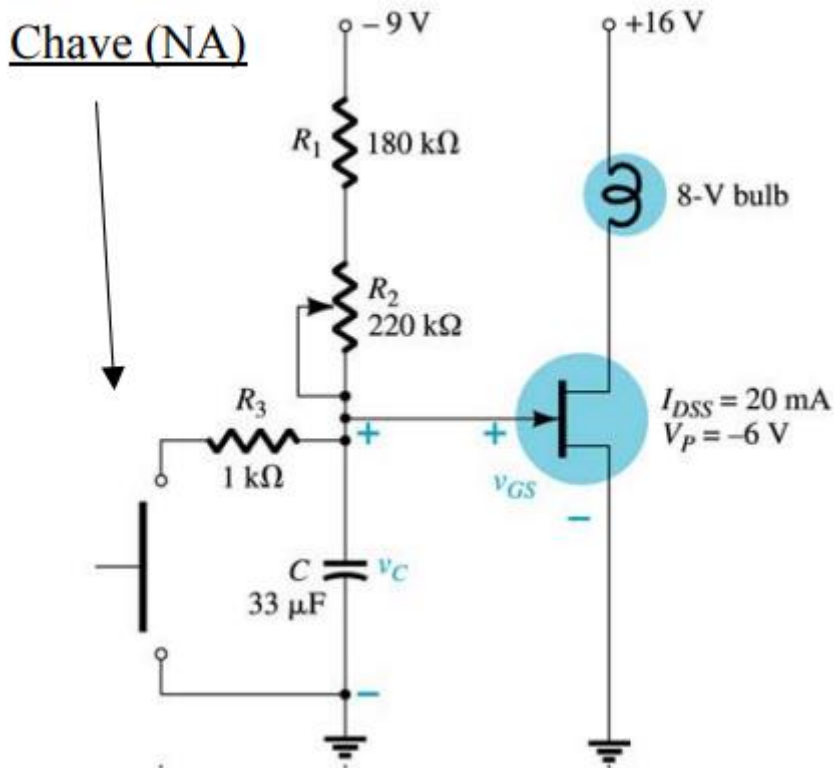 Chave (NA)
– 9 V
+16 V
R1 180 kΩ
8-V bulb
R2
220 kΩ
R3
1 kΩ
+
+
vGS
–
IDSS = 20 mA
VP = –6 V
C
vC
33 μF
–